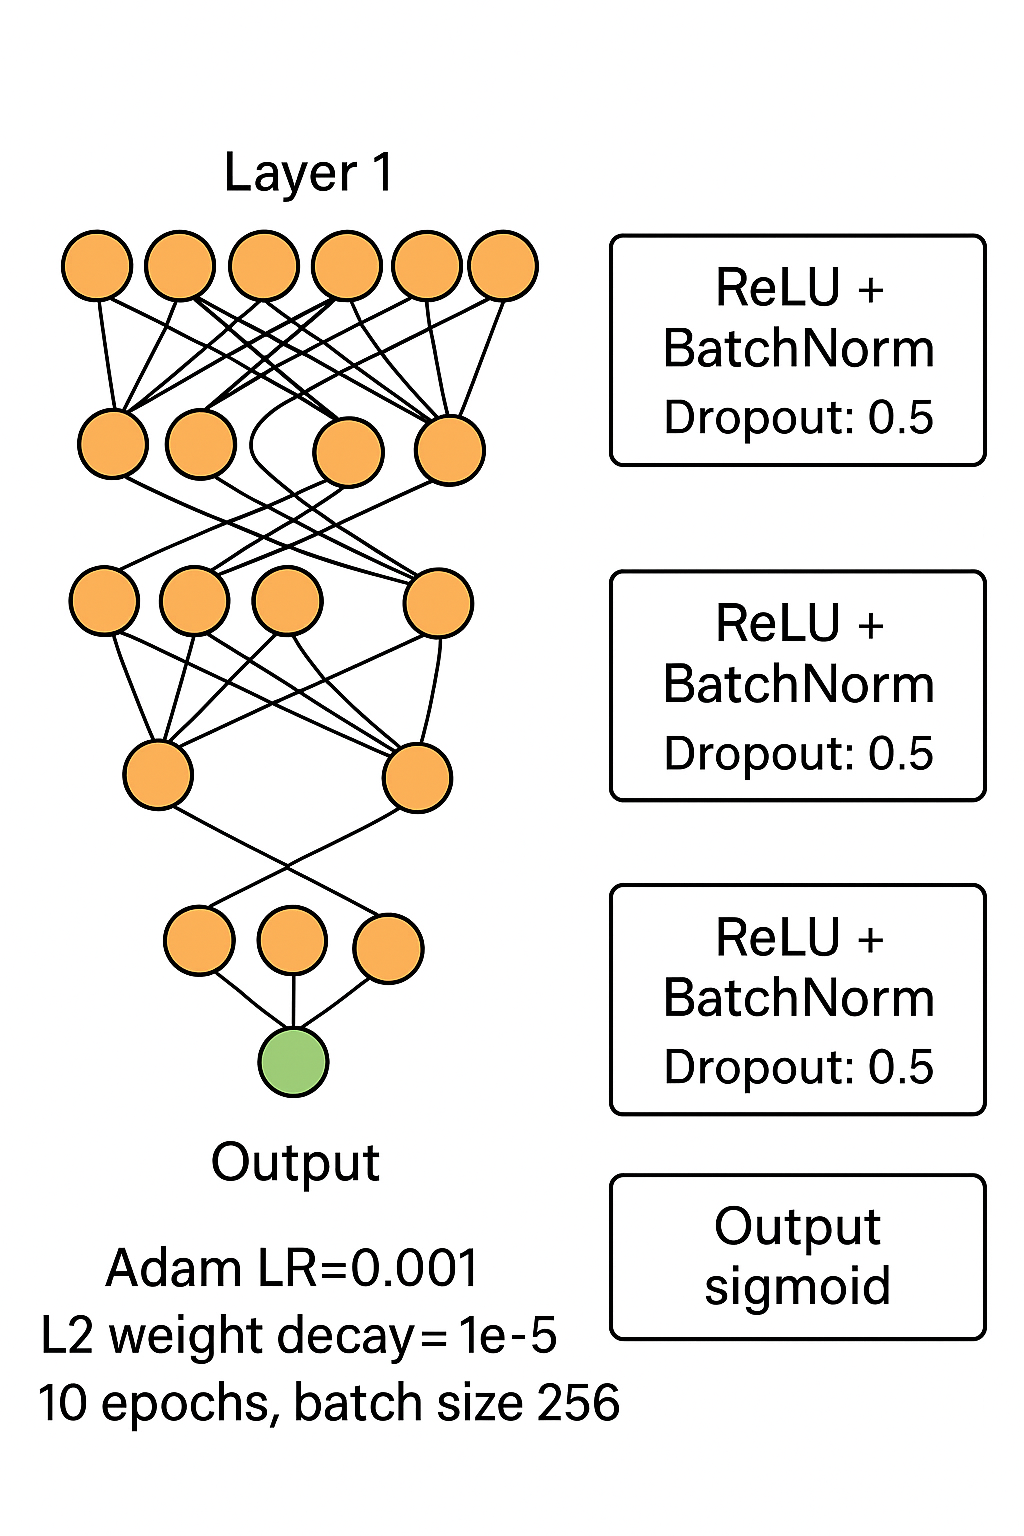 Layer 1
ReLU +
BatchNorm
Dropout: 0.5
ReLU +
BatchNorm
Dropout: 0.5
ReLU +
BatchNorm
Dropout: 0.5
Output
Output
sigmoid
Adam LR=0.001
L2 weight decay= 1e-5
10 epochs, batch size 256